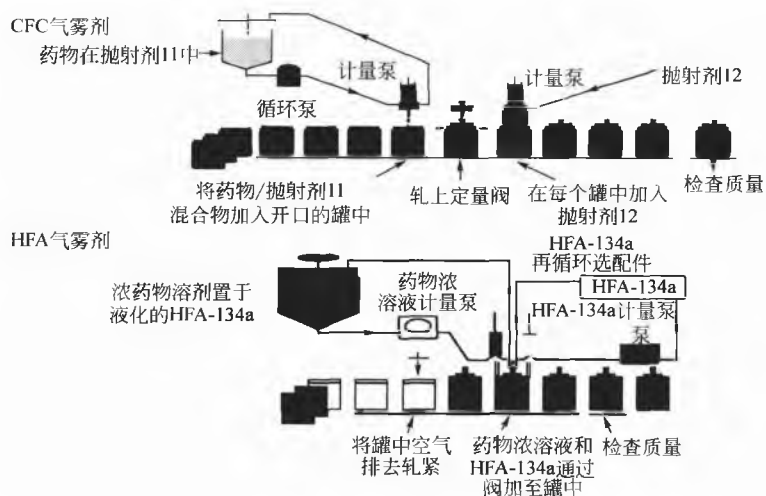 CFC气雾剂
药物在抛射剂11中
计量泵
循环泵
计量泵
抛射剂12
将药物/抛射剂11
混合物加入开口的罐中
轧上定量阀
在每个罐中加入
抛射剂12
检查质量
HFA气雾剂
HFA-134a
再循环选配件
浓药物溶剂置于
液化的HFA-134a
药物浓
溶液计量泵
HFA-134a
HFA-134a计量泵
泵
将罐中空气
排去轧紧
药物浓溶液和
HFA-134a通过
阀加至罐中
检查质量